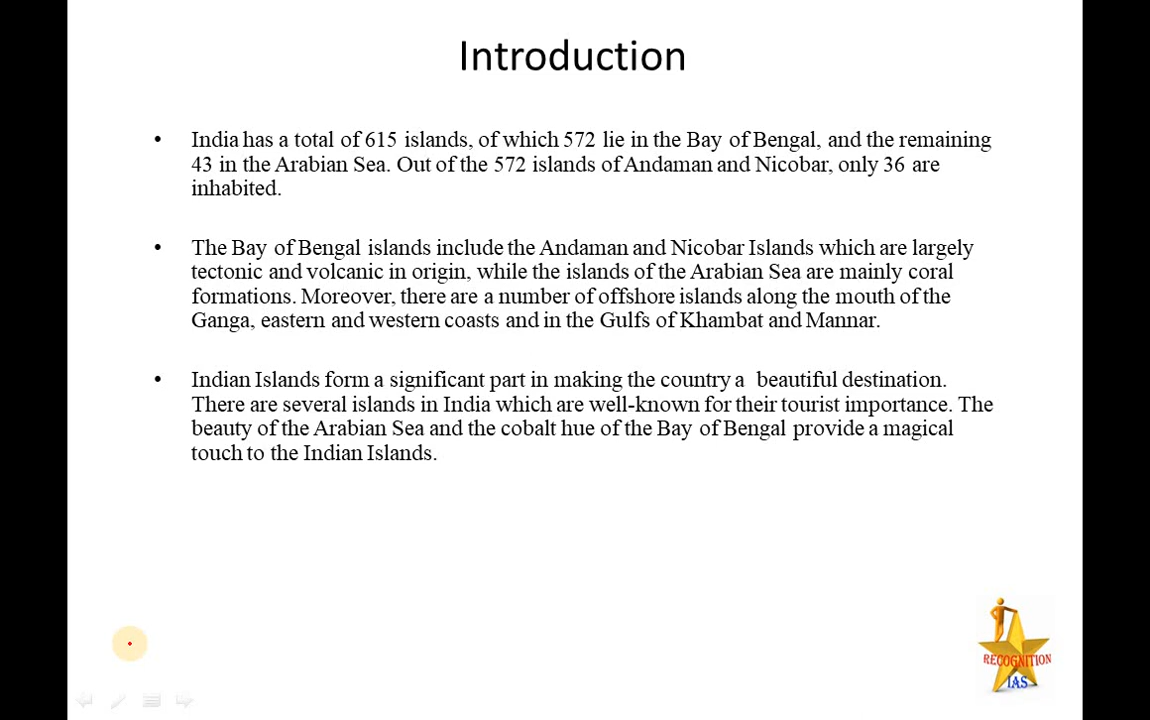 Introduction
• India has a total of 615 islands, of which 572 lie in the Bay of Bengal, and the remaining
43 in the Arabian Sea. Out of the 572 islands of Andaman and Nicobar, only 36 are
inhabited.
• The Bay of Bengal islands include the Andaman and Nicobar Islands which are largely
tectonic and volcanic in origin, while the islands of the Arabian Sea are mainly coral
formations. Moreover, there are a number of offshore islands along the mouth of the
Ganga, eastern and western coasts and in the Gulfs of Khambat and Mannar.
• Indian Islands form a significant part in making the country a  beautiful destination.
There are several islands in India which are well-known for their tourist importance. The
beauty of the Arabian Sea and the cobalt hue of the Bay of Bengal provide a magical
touch to the Indian Islands.
RECOGNITION
IAS